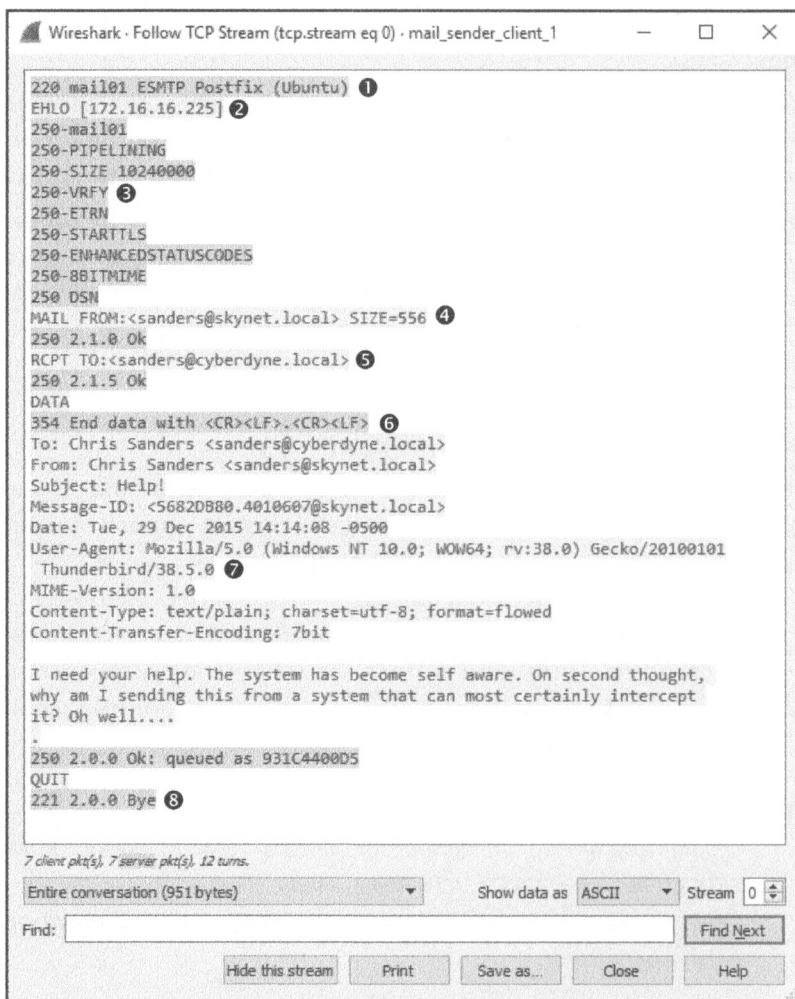 Wireshark · Follow TCP Stream (tcp.stream eq 0) · mail_sender_client_1
220 mail01 ESMTP Postfix (Ubuntu) ❶
EHLO [172.16.16.225] ❷
250-mail01
250-PIPELINING
250-SIZE 10240000
250-VRFY ❸
250-ETRN
250-STARTTLS
250-ENHANCEDSTATUSCODES
250-8BITMIME
250 DSN
MAIL FROM:<sanders@skynet.local> SIZE=556 ❹
250 2.1.0 Ok
RCPT TO:<sanders@cyberdyne.local> ❺
250 2.1.5 Ok
DATA
354 End data with <CR><LF>.<CR><LF> ❻
To: Chris Sanders <sanders@cyberdyne.local>
From: Chris Sanders <sanders@skynet.local>
Subject: Help!
Message-ID: <5682DB80.4010607@skynet.local>
Date: Tue, 29 Dec 2015 14:14:08 -0500
User-Agent: Mozilla/5.0 (Windows NT 10.0; WOW64; rv:38.0) Gecko/20100101
Thunderbird/38.5.0 ❼
MIME-Version: 1.0
Content-Type: text/plain; charset=utf-8; format=flowed
Content-Transfer-Encoding: 7bit
I need your help. The system has become self aware. On second thought,
why am I sending this from a system that can most certainly intercept
it? Oh well....
.
250 2.0.0 Ok: queued as 931C4400D5
QUIT
221 2.0.0 Bye ❽
7 client pkt(s), 7 server pkt(s), 12 turns.
Entire conversation (951 bytes) Show data as ASCII Stream 0
Find: Find Next
Hide this stream Print Save as... Close Help